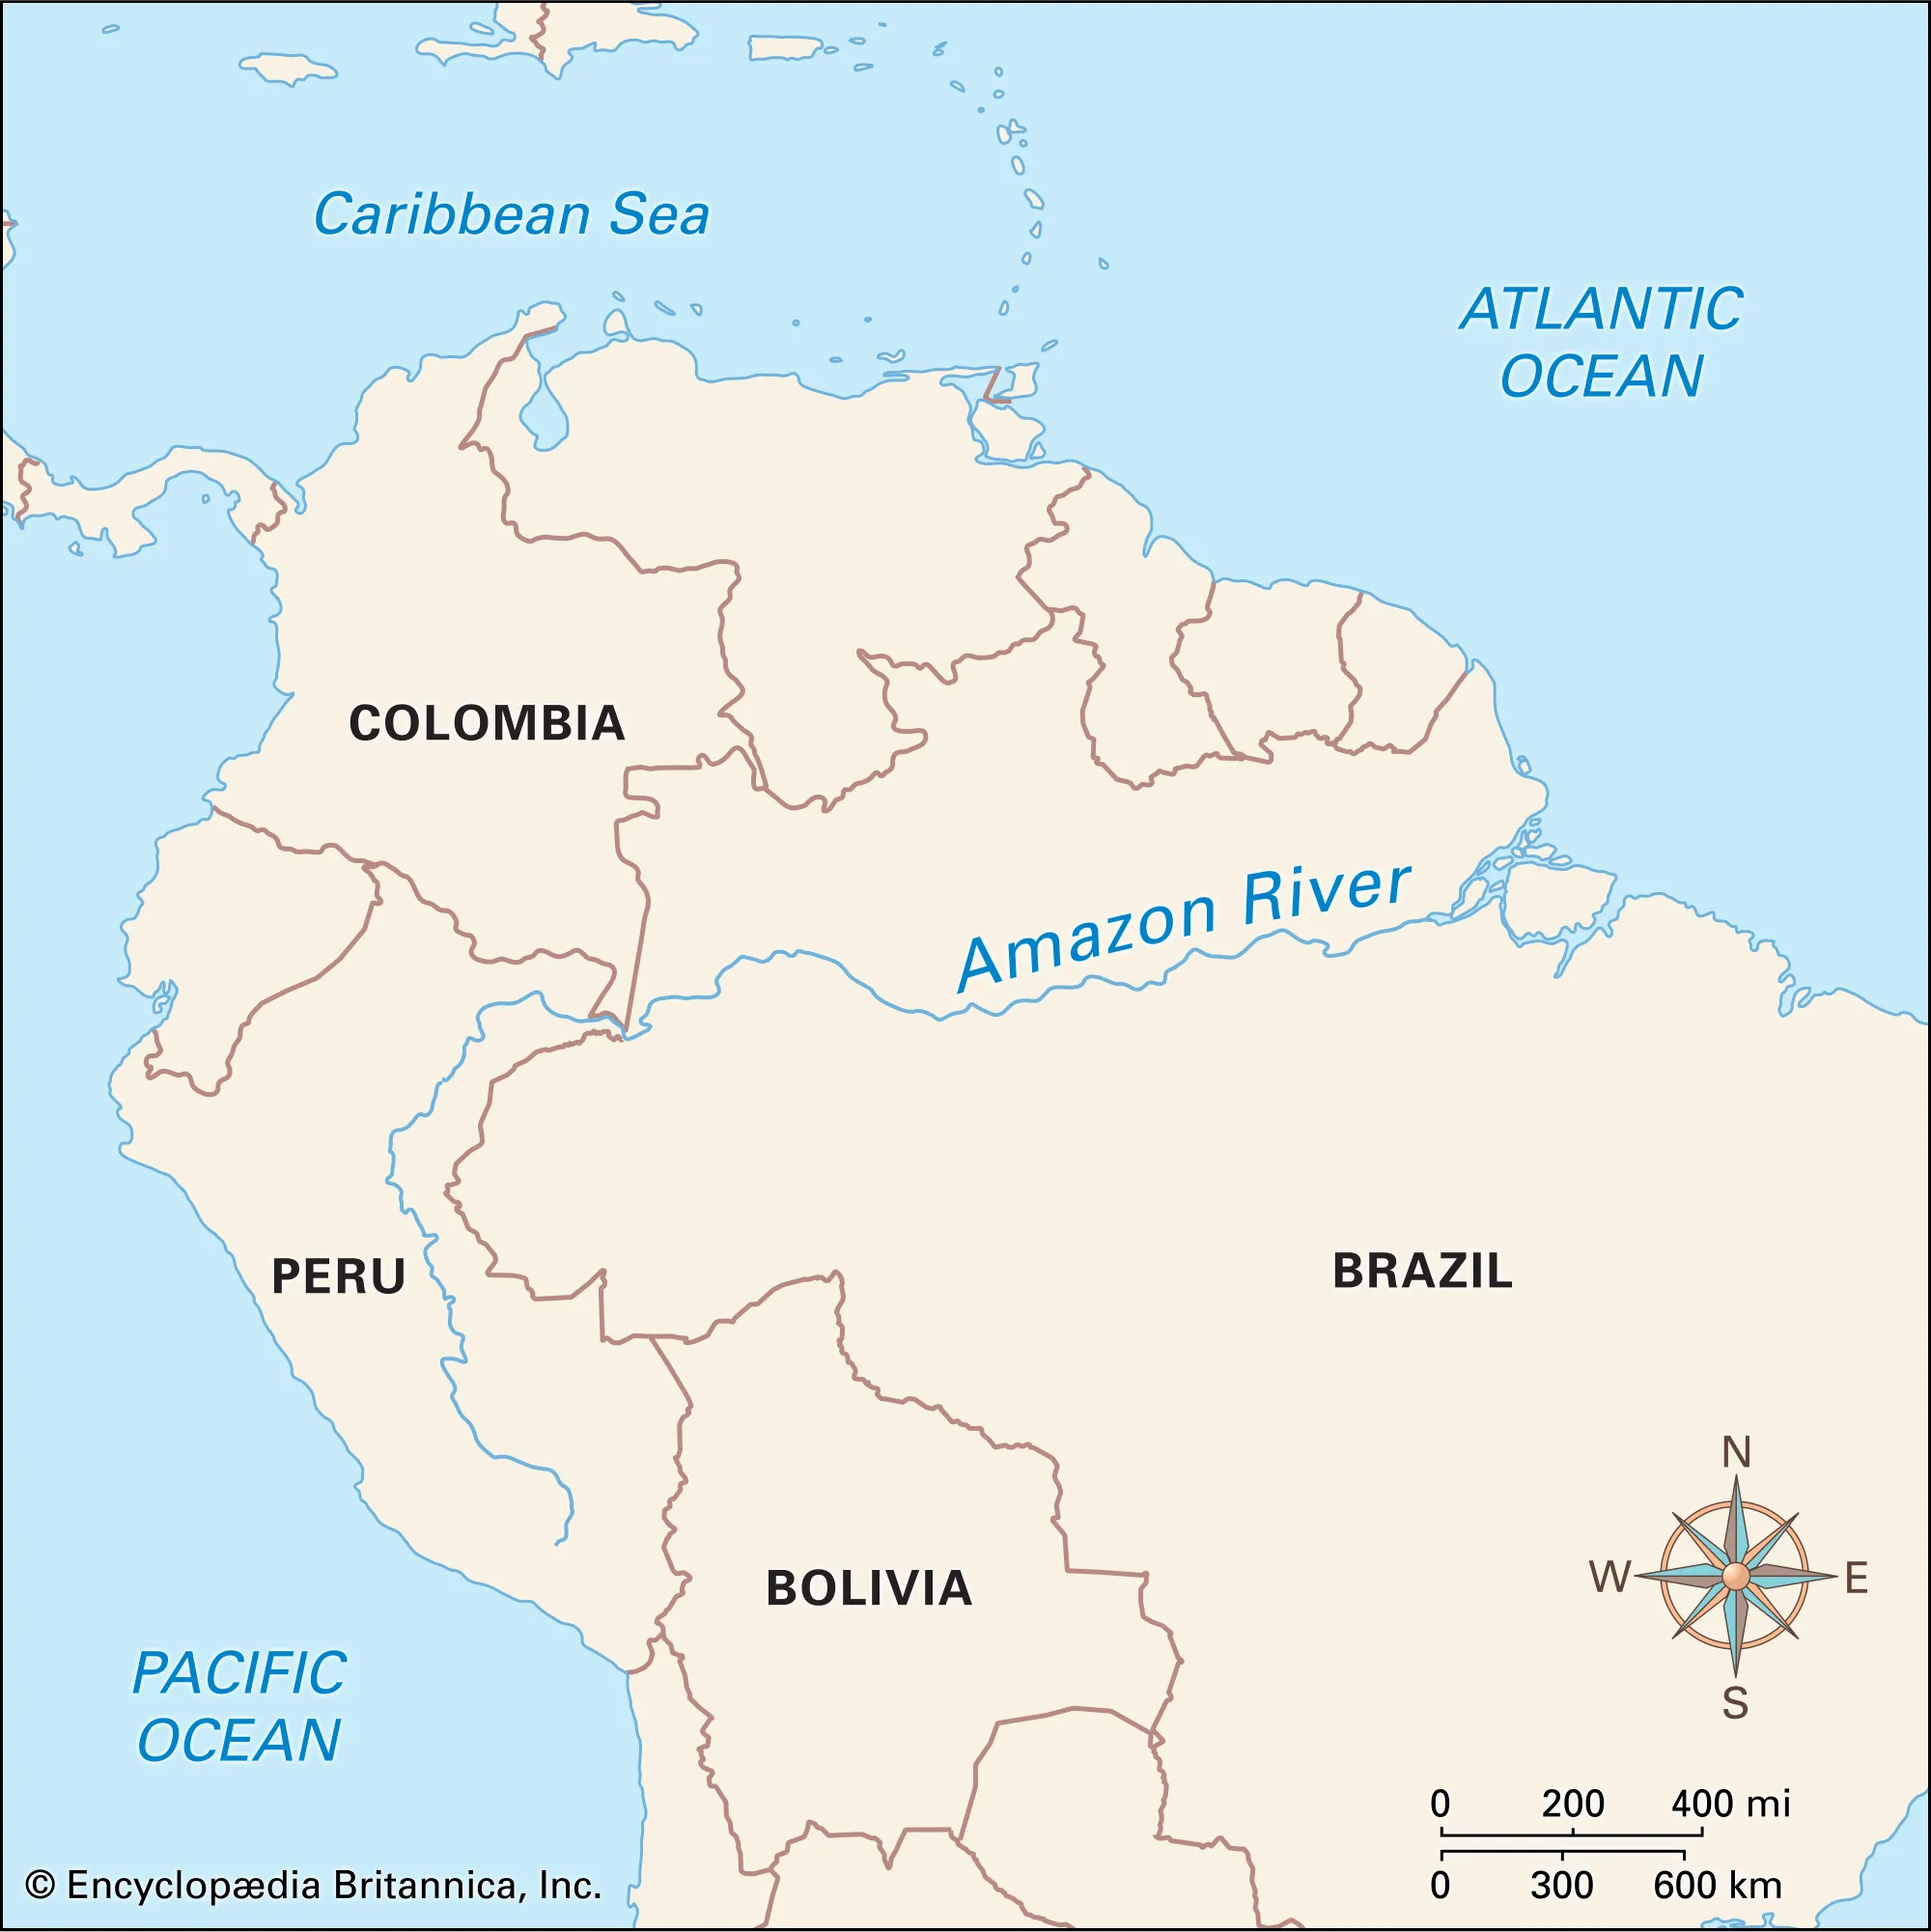 Caribbean Sea
ATLANTIC
OCEAN
COLOMBIA
Amazon River
PERU
BRAZIL
BOLIVIA
N
W
E
S
PACIFIC
OCEAN
0 200 400 mi
0 300 600 km
© Encyclopædia Britannica, Inc.